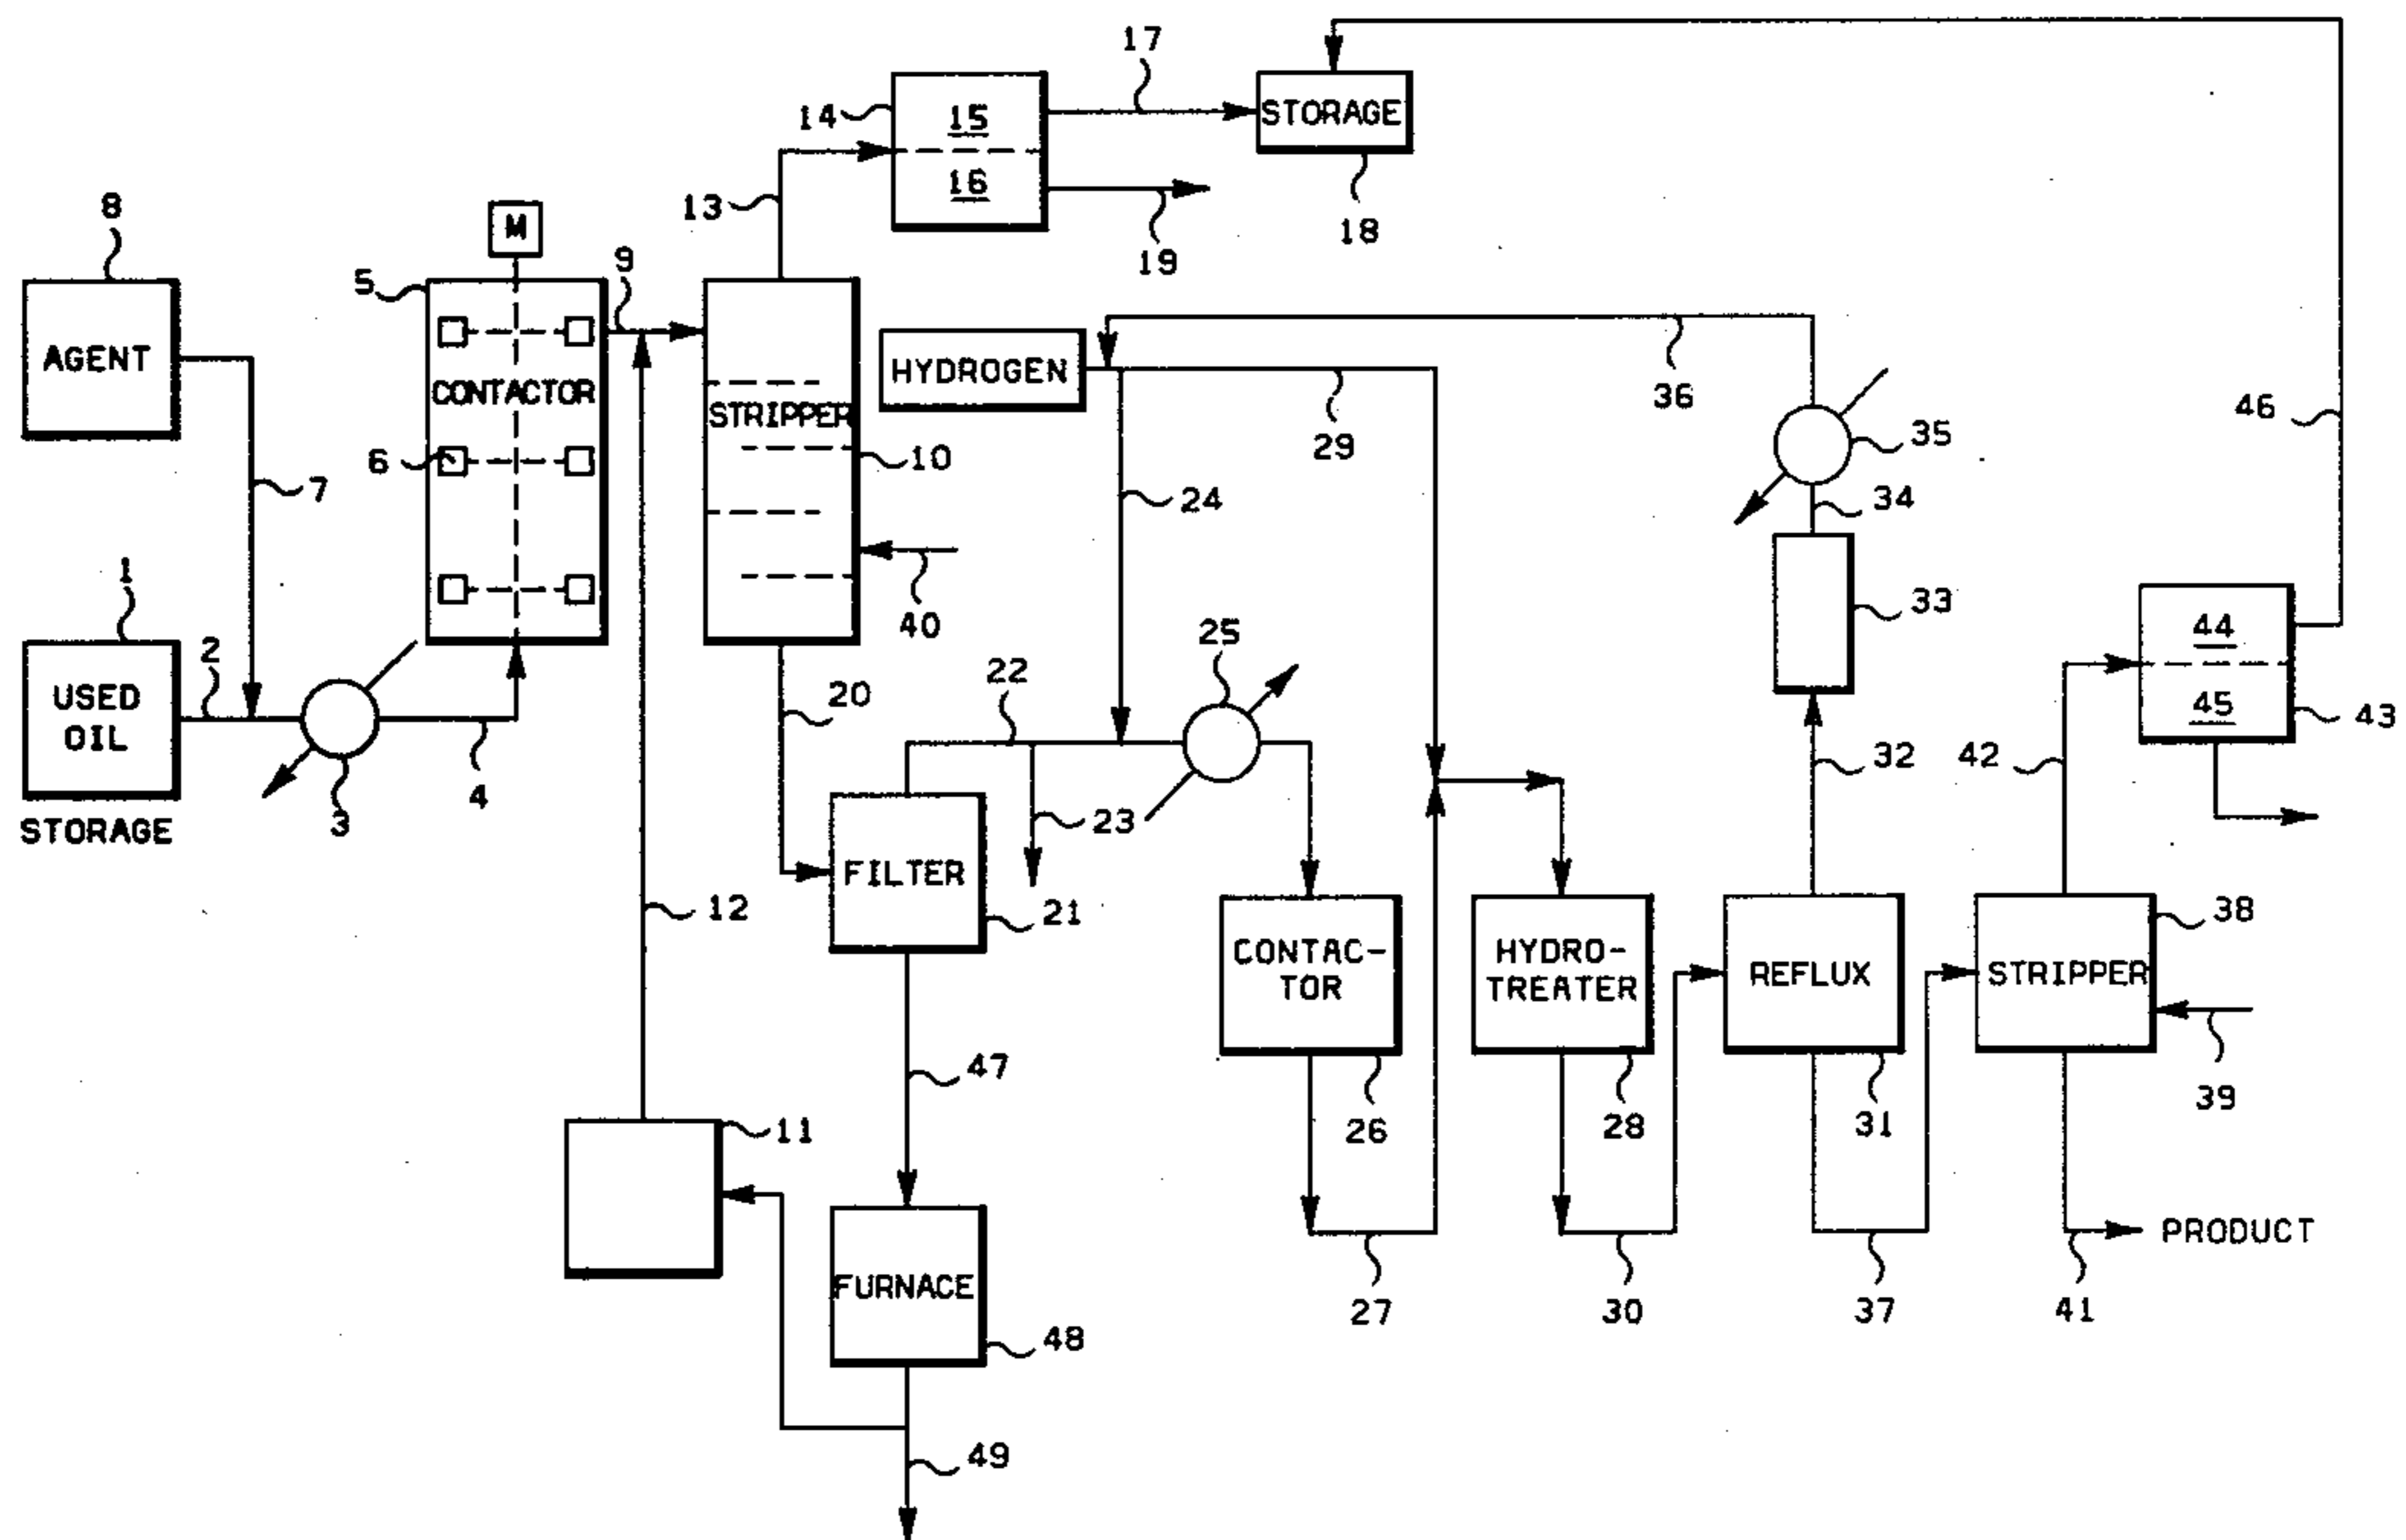 17
14
15
STORAGE
16
8
M
13
18
9
19
5
AGENT
HYDROGEN
CONTACTOR
STRIPPER
36
46
35
6
10
29
7
24
34
1
40
25
33
44
2
22
USED
OIL
20
45
43
3
4
23
32
42
STORAGE
FILTER
12
21
38
CONTAC-
TOR
HYDRO-
TREATER
REFLUX
STRIPPER
47
39
11
26
28
31
PRODUCT
FURNACE
27
30
37
41
48
49